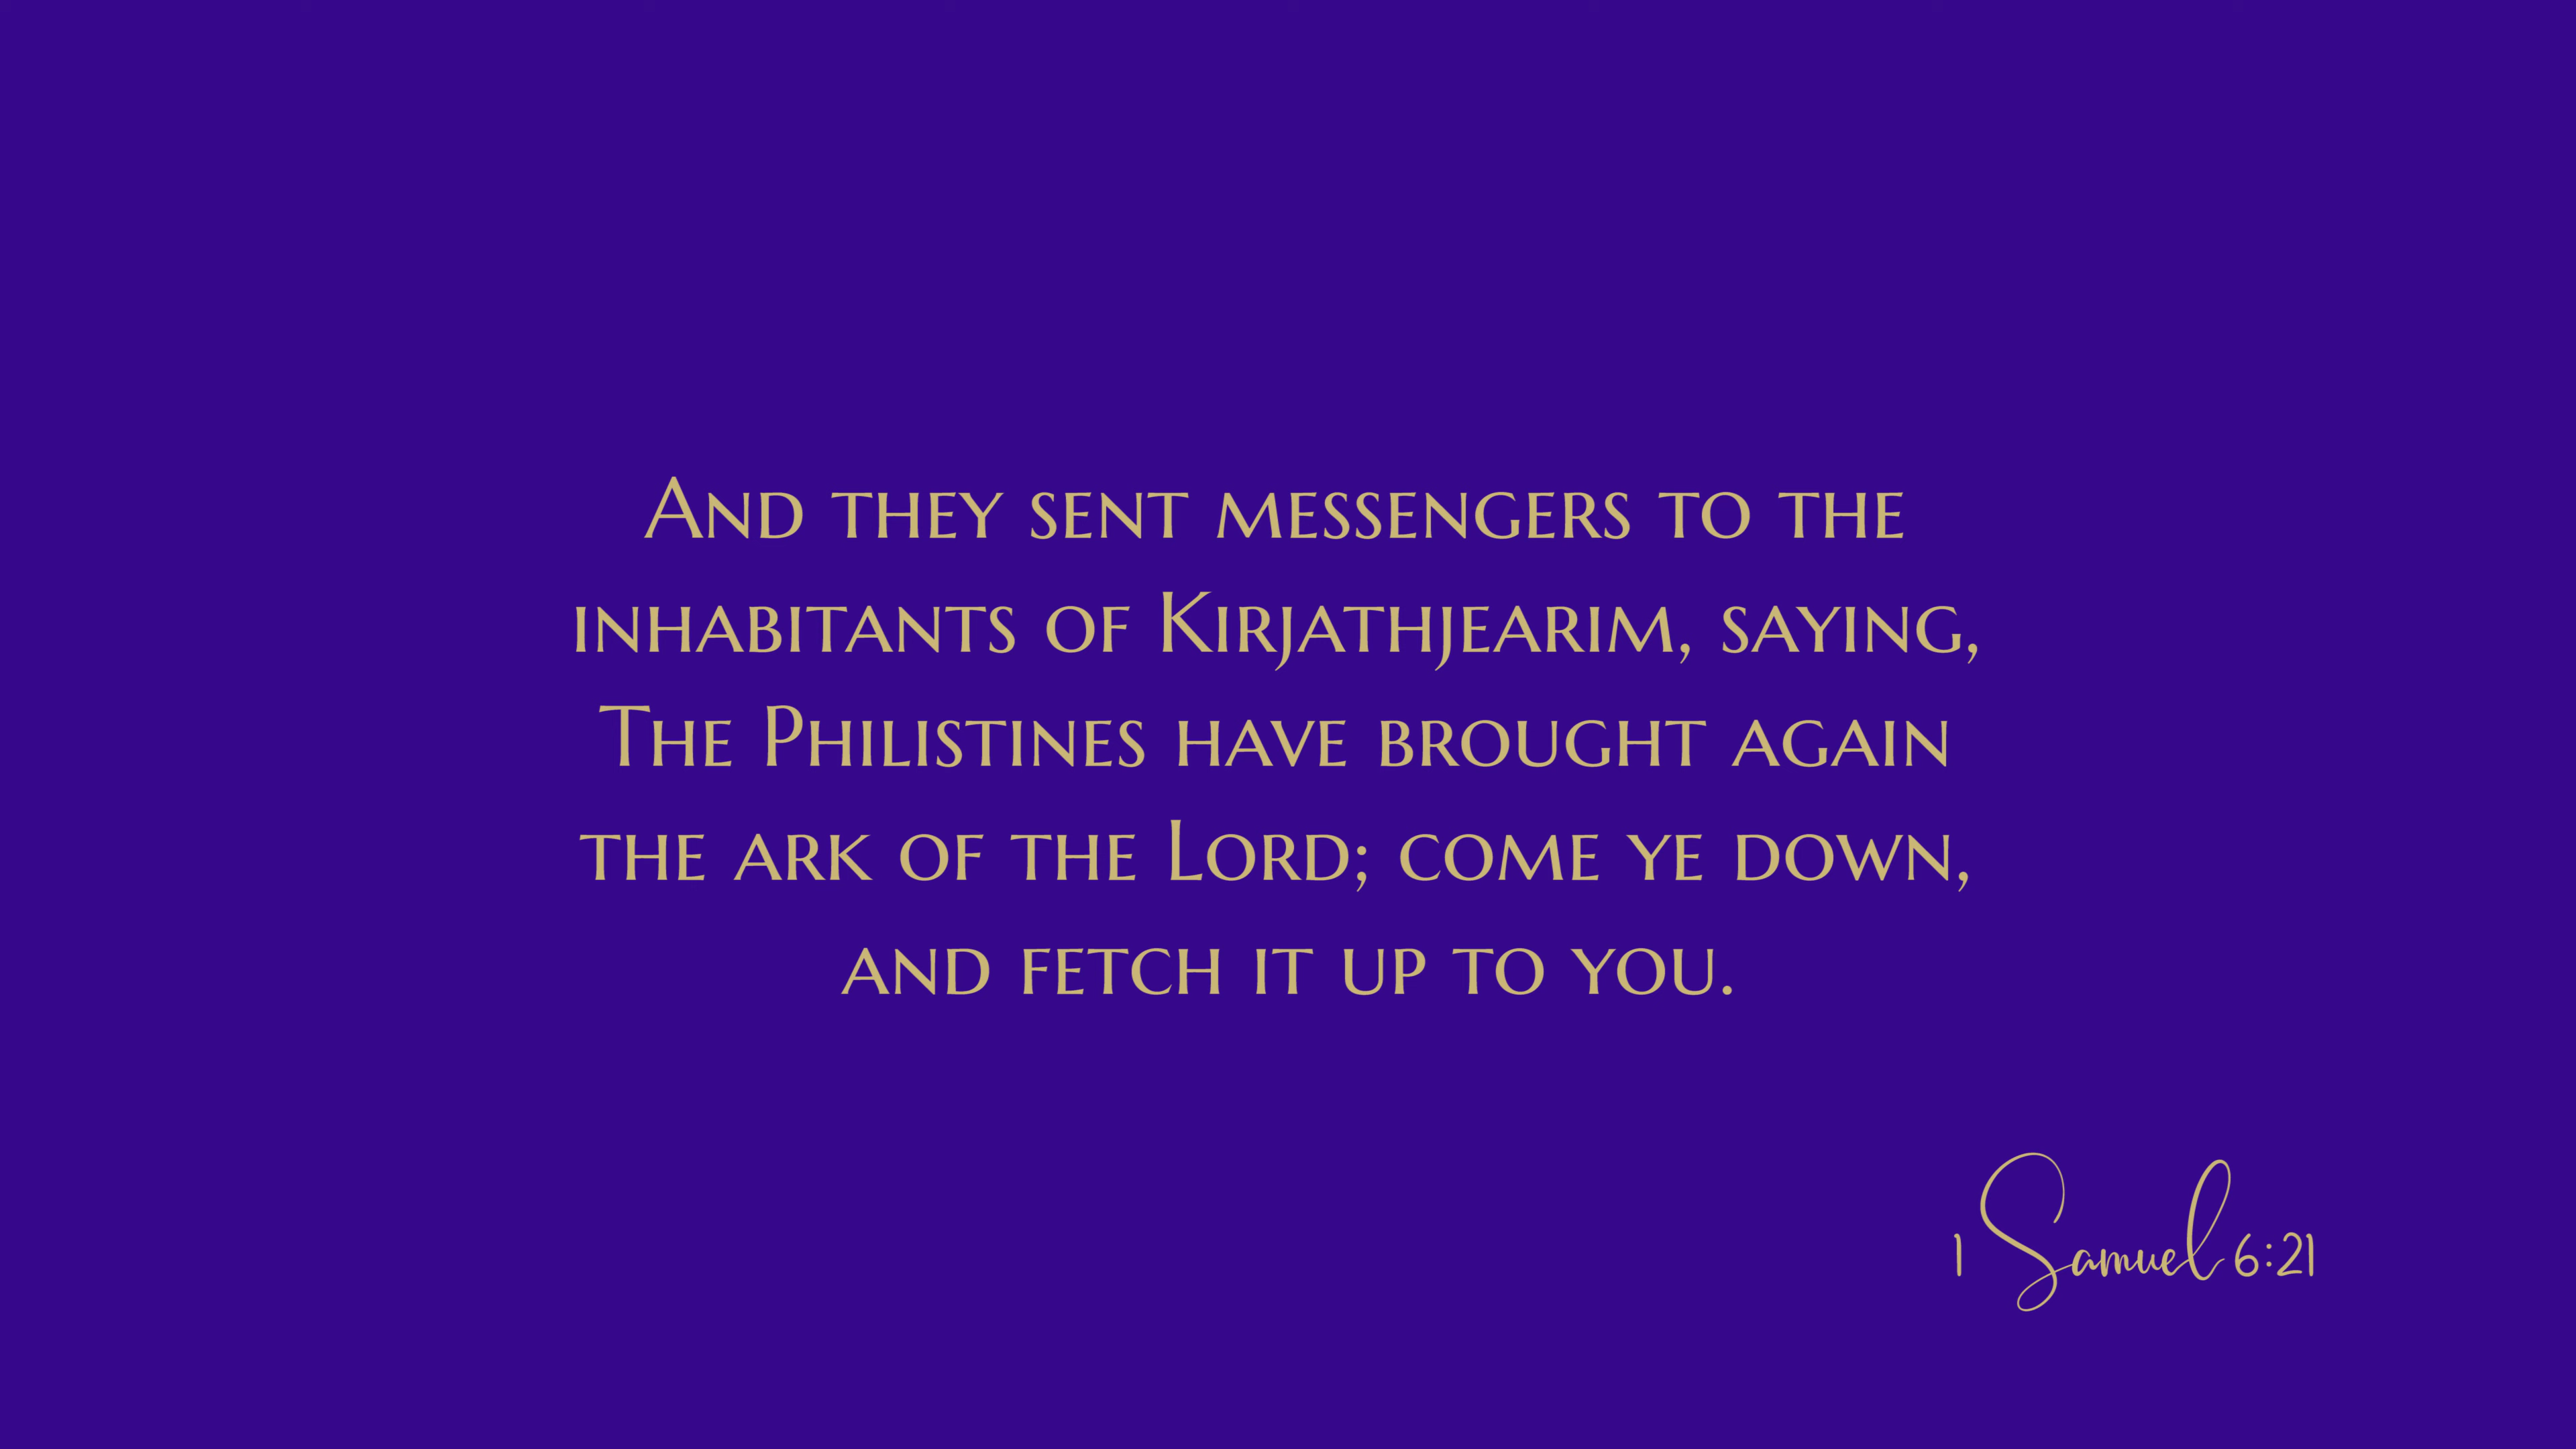 And they sent messengers to the
inhabitants of Kirjathjearim, saying,
The Philistines have brought again
the ark of the Lord; come ye down,
and fetch it up to you.
1 Samuel 6:21